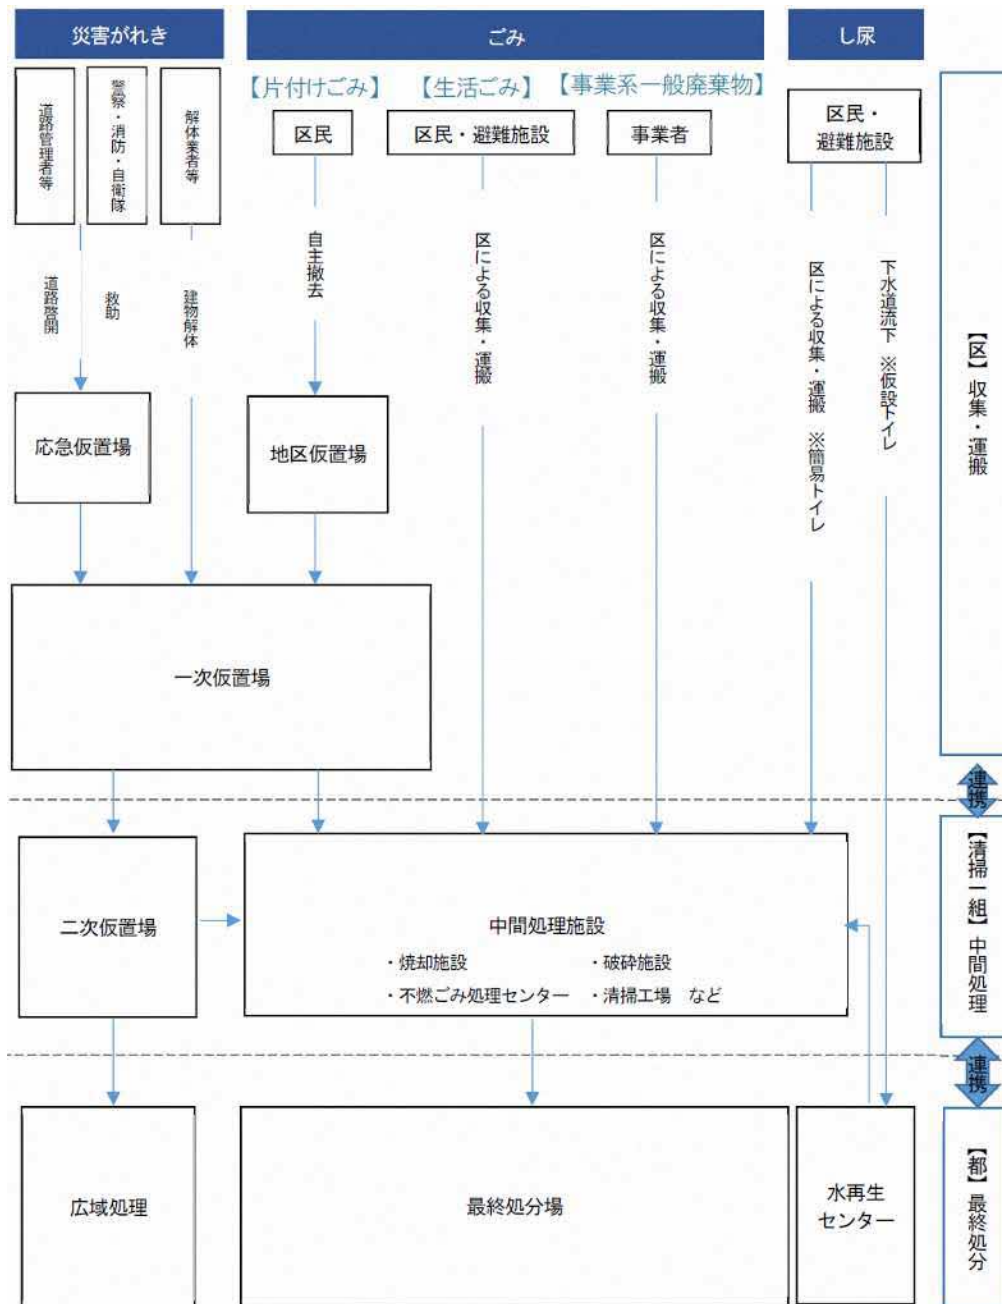 災害がれき
ごみ
し尿
【片付けごみ】
【生活ごみ】
【事業系一般廃棄物】
道路管理者等
警察・消防・自衛隊
解体業者等
区民
区民・避難施設
事業者
区民・
避難施設
道路啓開
救助
建物解体
自主撤去
区による収集・運搬
区による収集・運搬
区による収集・運搬　※簡易トイレ
下水道流下　※仮設トイレ
【区】収集・運搬
応急仮置場
地区仮置場
一次仮置場
連携
二次仮置場
中間処理施設
・焼却施設
・破砕施設
・不燃ごみ処理センター
・清掃工場　など
【清掃一組】中間処理
連携
広域処理
最終処分場
水再生
センター
【都】最終処分